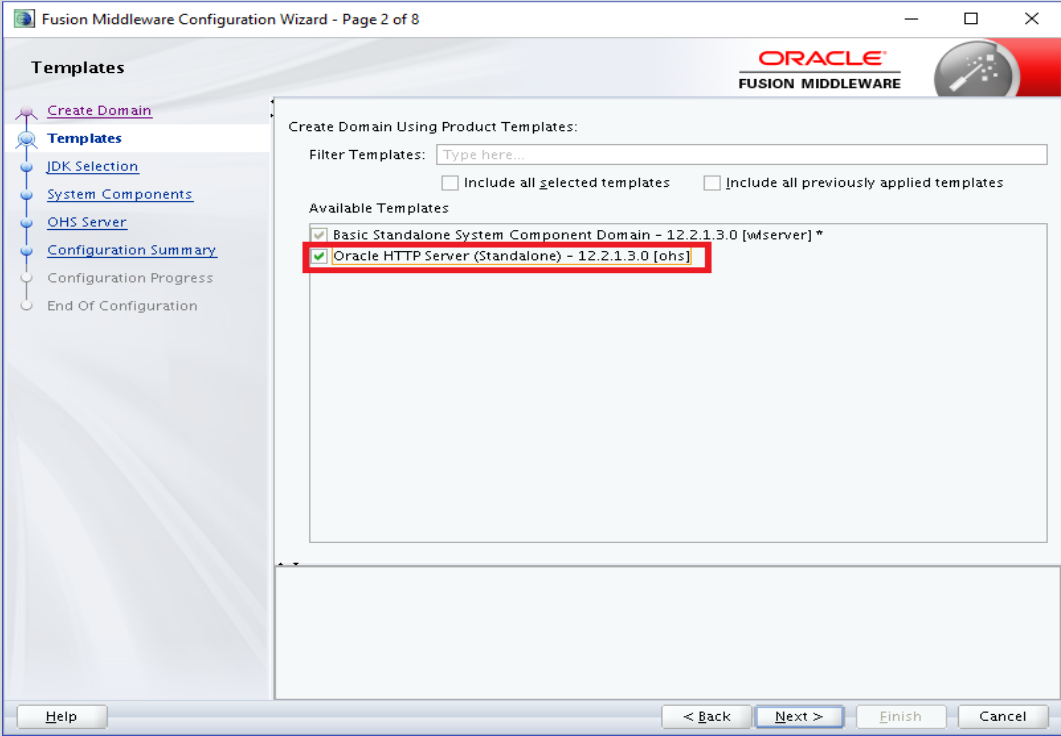 Fusion Middleware Configuration Wizard - Page 2 of 8
Templates
ORACLE
FUSION MIDDLEWARE
Create Domain
Templates
JDK Selection
System Components
OHS Server
Configuration Summary
Configuration Progress
End Of Configuration
Create Domain Using Product Templates:
Filter Templates: Type here...
Include all selected templates Include all previously applied templates
Available Templates
Basic Standalone System Component Domain - 12.2.1.3.0 [wlserver] *
Oracle HTTP Server (Standalone) - 12.2.1.3.0 [ohs]
Help < Back Next > Finish Cancel